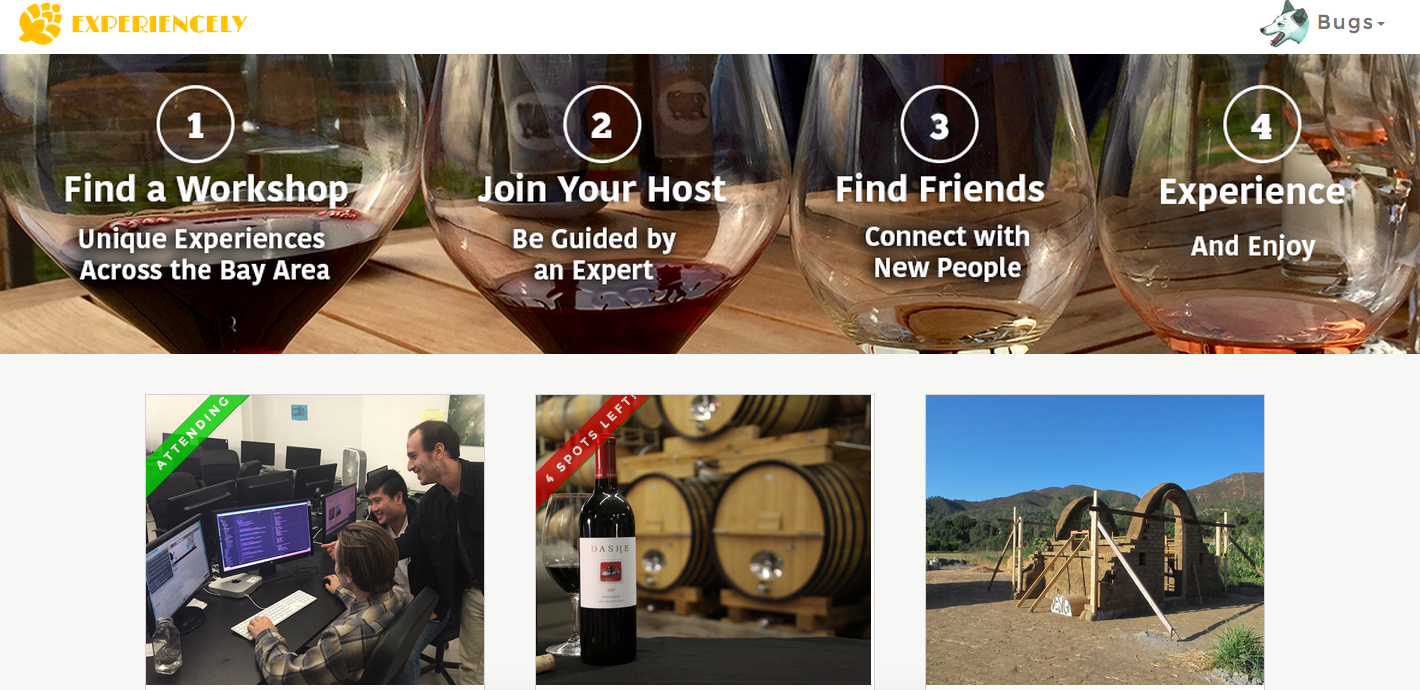 EXPERIENCELY
Bugs
1
2
3
4
Find a Workshop
Join Your Host
Find Friends
Experience
Unique Experiences
Across the Bay Area
Be Guided by
an Expert
Connect with
New People
And Enjoy
ATTENDING
4 SPOTS LEFT!
DASHE